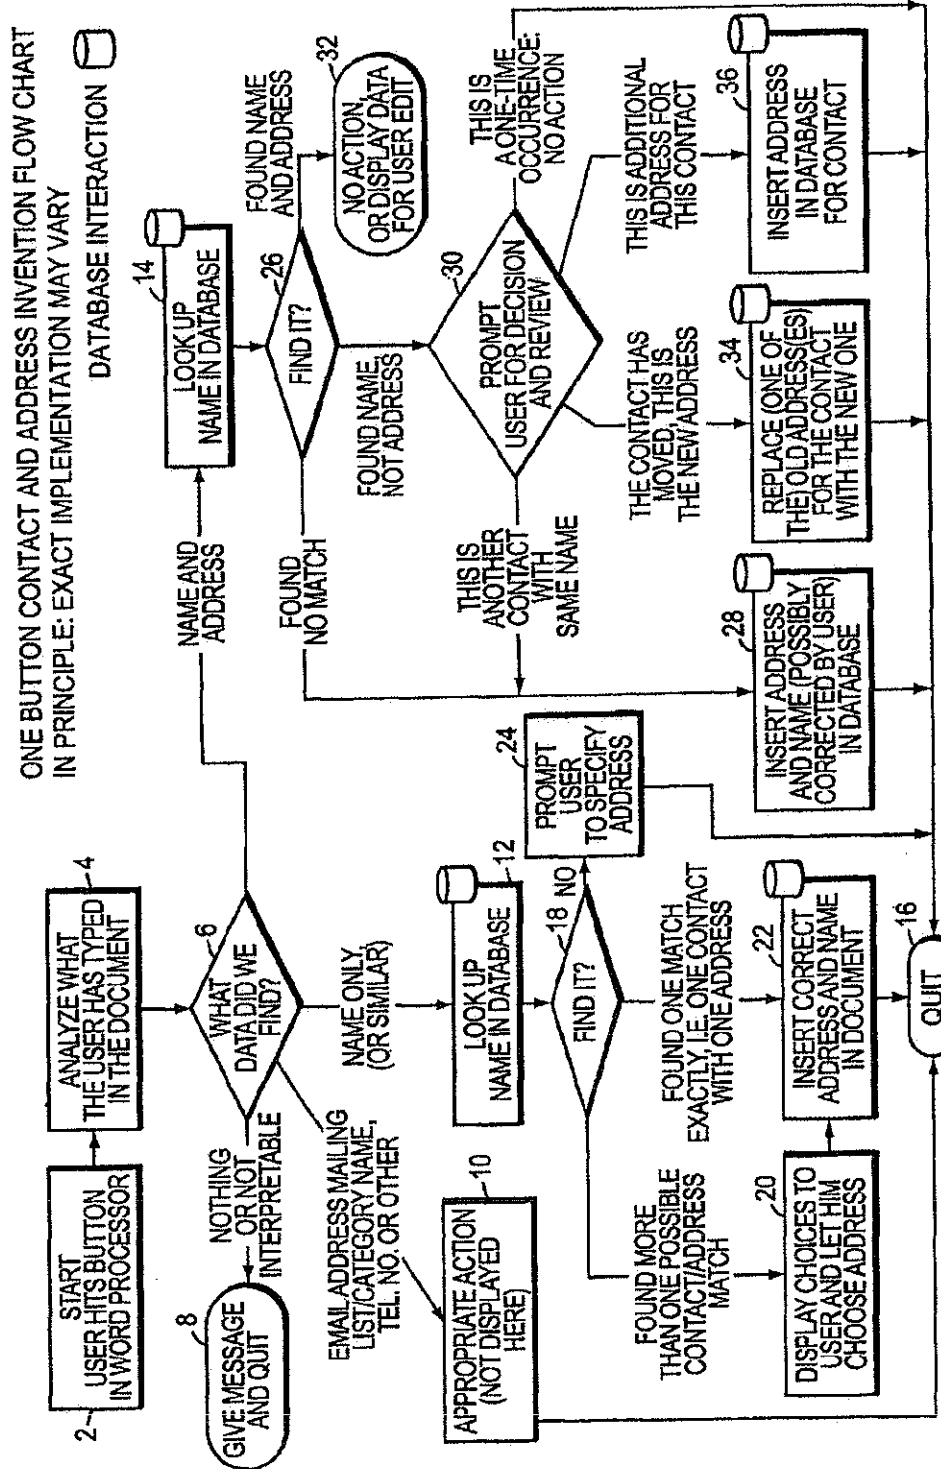 ONE BUTTON CONTACT AND ADDRESS INVENTION FLOW CHART
IN PRINCIPLE: EXACT IMPLEMENTATION MAY VARY
DATABASE INTERACTION
2
START
USER HITS BUTTON
IN WORD PROCESSOR
4
ANALYZE WHAT
THE USER HAS TYPED
IN THE DOCUMENT
6
WHAT
DATA DID WE
FIND?
NOTHING
OR NOT
INTERPRETABLE
8
GIVE MESSAGE
AND QUIT
EMAIL ADDRESS MAILING
LIST/CATEGORY NAME,
TEL. NO. OR OTHER
10
APPROPRIATE ACTION
(NOT DISPLAYED
HERE)
NAME ONLY,
(OR SIMILAR)
12
LOOK UP
NAME IN DATABASE
18
FIND IT?
NO
24
PROMPT
USER
TO SPECIFY
ADDRESS
FOUND MORE
THAN ONE POSSIBLE
CONTACT/ADDRESS
MATCH
FOUND ONE MATCH
EXACTLY, I.E. ONE CONTACT
WITH ONE ADDRESS
20
DISPLAY CHOICES TO
USER AND LET HIM
CHOOSE ADDRESS
22
INSERT CORRECT
ADDRESS AND NAME
IN DOCUMENT
16
QUIT
NAME AND
ADDRESS
14
LOOK UP
NAME IN DATABASE
26
FIND IT?
FOUND NAME
AND ADDRESS
32
NO ACTION,
OR DISPLAY DATA
FOR USER EDIT
FOUND
NO MATCH
FOUND NAME,
NOT ADDRESS
30
PROMPT
USER FOR DECISION
AND REVIEW
THIS IS
ANOTHER
CONTACT
WITH
SAME NAME
THE CONTACT HAS
MOVED, THIS IS
THE NEW ADDRESS
THIS IS ADDITIONAL
ADDRESS FOR
THIS CONTACT
THIS IS
A ONE-TIME
OCCURRENCE:
NO ACTION
28
INSERT ADDRESS
AND NAME (POSSIBLY
CORRECTED BY USER)
IN DATABASE
34
REPLACE (ONE OF
THE) OLD ADDRESS(ES)
FOR THE CONTACT
WITH THE NEW ONE
36
INSERT ADDRESS
IN DATABASE
FOR CONTACT